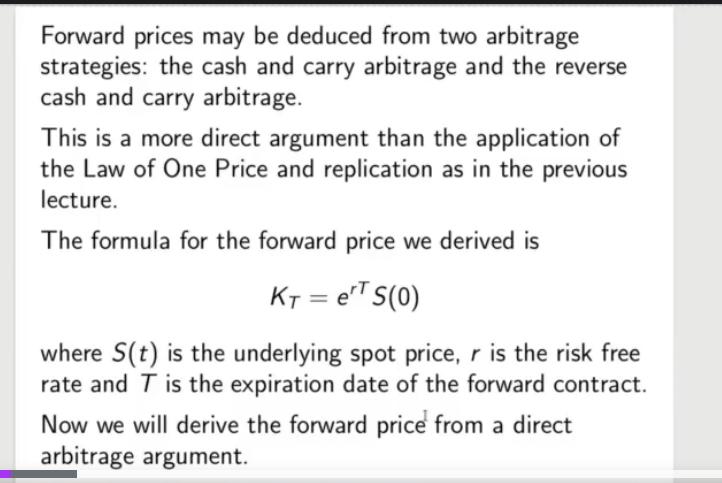 Forward prices may be deduced from two arbitrage
strategies: the cash and carry arbitrage and the reverse
cash and carry arbitrage.
This is a more direct argument than the application of
the Law of One Price and replication as in the previous
lecture.
The formula for the forward price we derived is
K_T = e^{rT} S(0)
where S(t) is the underlying spot price, r is the risk free
rate and T is the expiration date of the forward contract.
Now we will derive the forward price from a direct
arbitrage argument.